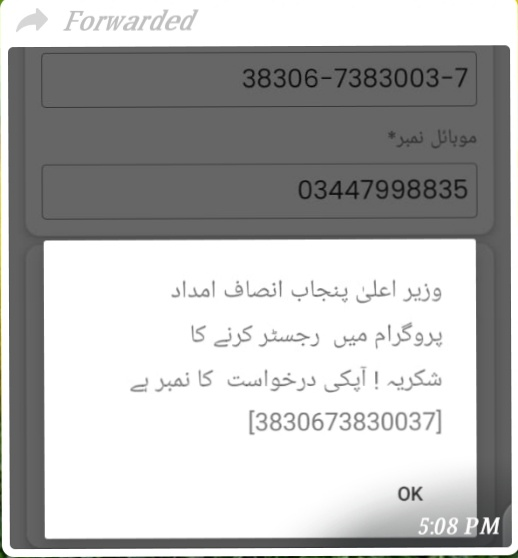 Forwarded
38306-7383003-7
موبائل نمبر*
03447998835
وزیر اعلیٰ پنجاب انصاف امداد
پروگرام میں رجسٹر کرنے کا
شکریہ ! آپکی درخواست کا نمبر ہے
[3830673830037]
OK
5:08 PM